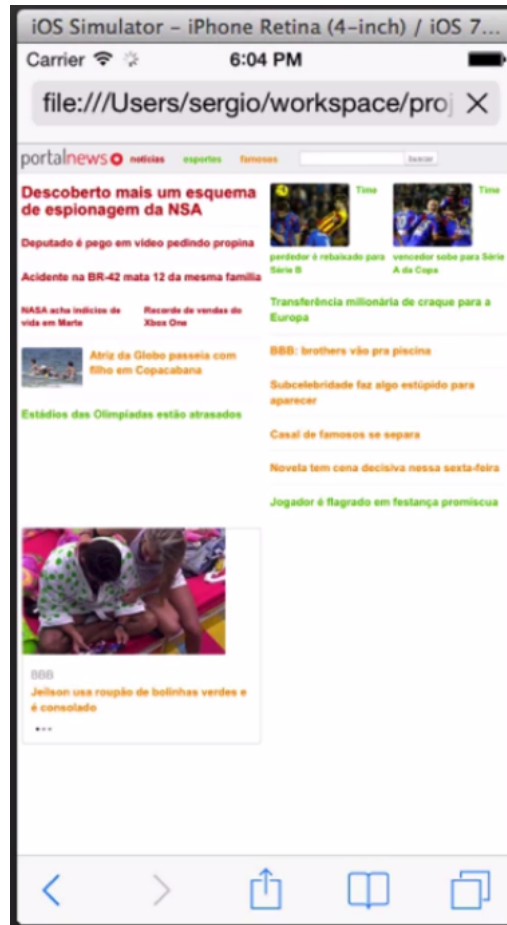 iOS Simulator – iPhone Retina (4-inch) / iOS 7...
Carrier 6:04 PM
file:///Users/sergio/workspace/proj
portalnews notícias esportes famosos
buscar
Descoberto mais um esquema
de espionagem da NSA
Deputado é pego em vídeo pedindo propina
Acidente na BR-42 mata 12 da mesma família
NASA acha indícios de
vida em Marte
Recorde de vendas do
Xbox One
Atriz da Globo passeia com
filho em Copacabana
Estádios das Olimpíadas estão atrasados
Time
perdedor é rebaixado para
Série B
Time
vencedor sobe para Série
A da Copa
Transferência milionária de craque para a
Europa
BBB: brothers vão pra piscina
Subcelebridade faz algo estúpido para
aparecer
Casal de famosos se separa
Novela tem cena decisiva nessa sexta-feira
Jogador é flagrado em festança promíscua
BBB
Jeilson usa roupão de bolinhas verdes e
é consolado